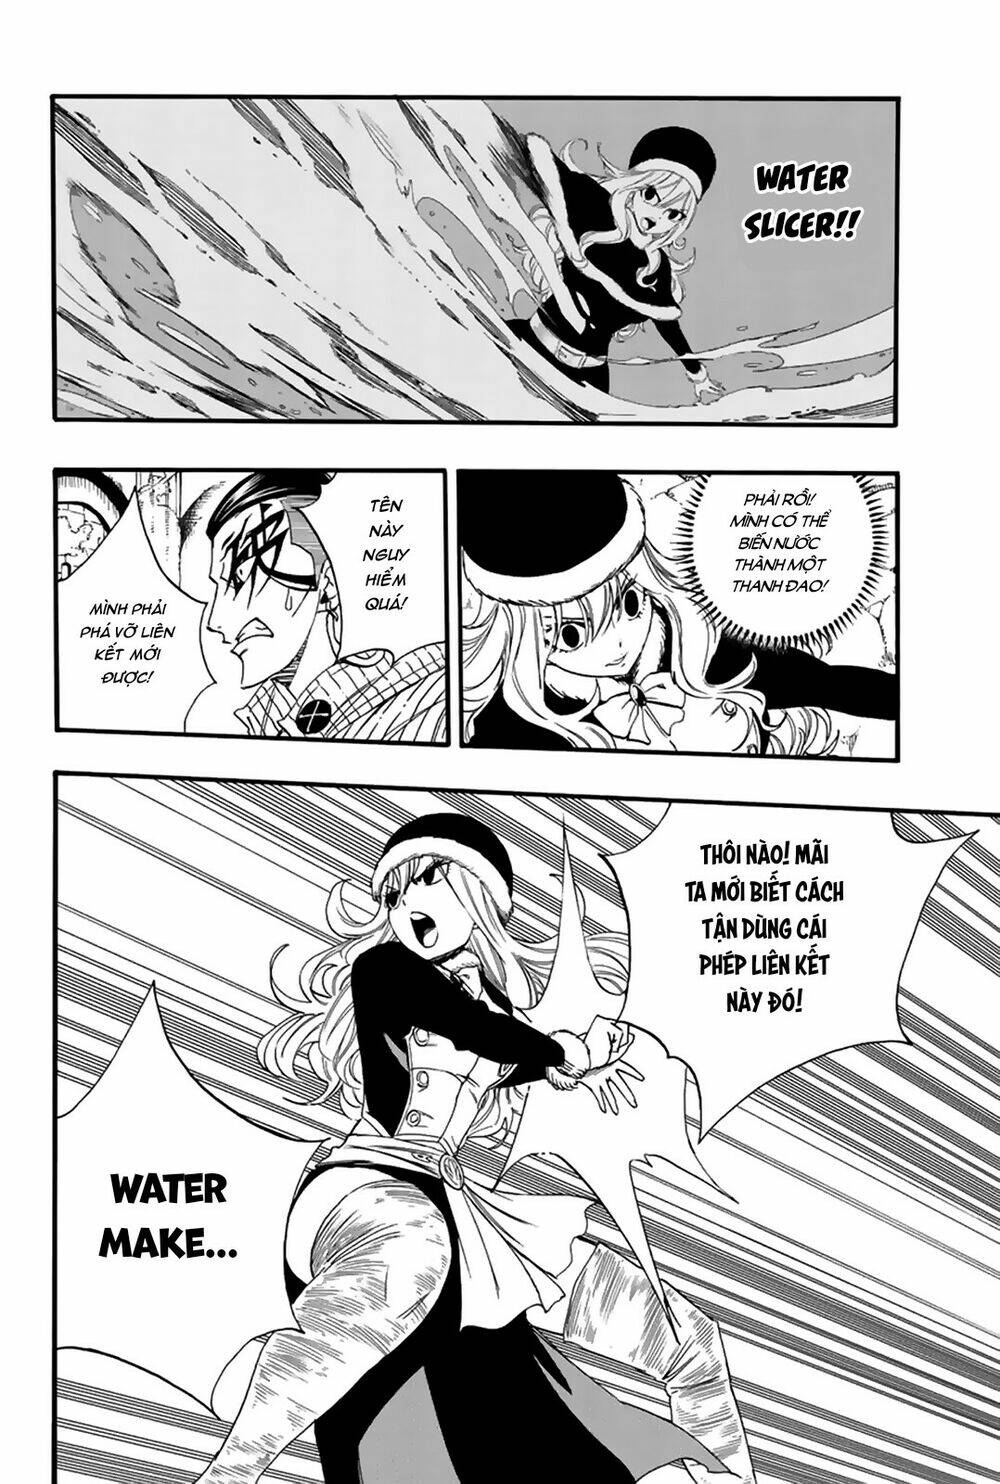 WATER
SLICER!!
TÊN
NÀY
NGUY
HIỂM
QUÁ!
MÌNH PHẢI
PHÁ VỠ LIÊN
KẾT MỚI
ĐƯỢC!
破
PHẢI RỒI!
MÌNH CÓ THỂ
BIẾN NƯỚC
THÀNH MỘT
THANH ĐAO!
THÔI NÀO! MÃI
TA MỚI BIẾT CÁCH
TẬN DÙNG CÁI
PHÉP LIÊN KẾT
NÀY ĐÓ!
WATER
MAKE...